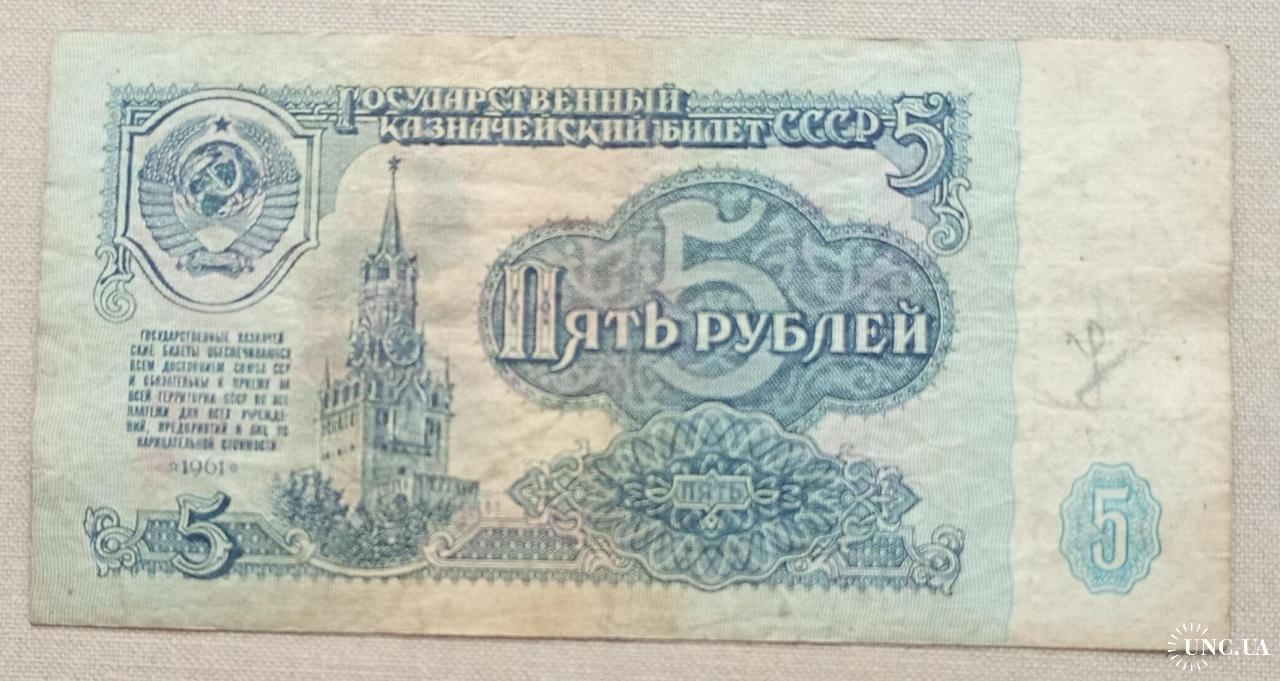 ГОСУДАРСТВЕННЫЙ
КАЗНАЧЕЙСКИЙ БИЛЕТ СССР 5
5
ПЯТЬ РУБЛЕЙ
ГОСУДАРСТВЕННЫЕ КАЗНАЧЕЙ
СКИЕ БИЛЕТЫ ОБЕСПЕЧИВАЮТСЯ
ВСЕМ ДОСТОЯНИЕМ СОЮЗА ССР
И ОБЯЗАТЕЛЬНЫ К ПРИЕМУ НА
ВСЕЙ ТЕРРИТОРИИ СССР ВО ВСЕ
ПЛАТЕЖИ ДЛЯ ВСЕХ УЧРЕЖДЕ-
НИЙ, ПРЕДПРИЯТИЙ И ЛИЦ ПО
НАРИЦАТЕЛЬНОЙ СТОИМОСТИ
1961
5
ПЯТЬ
5
UNC.UA